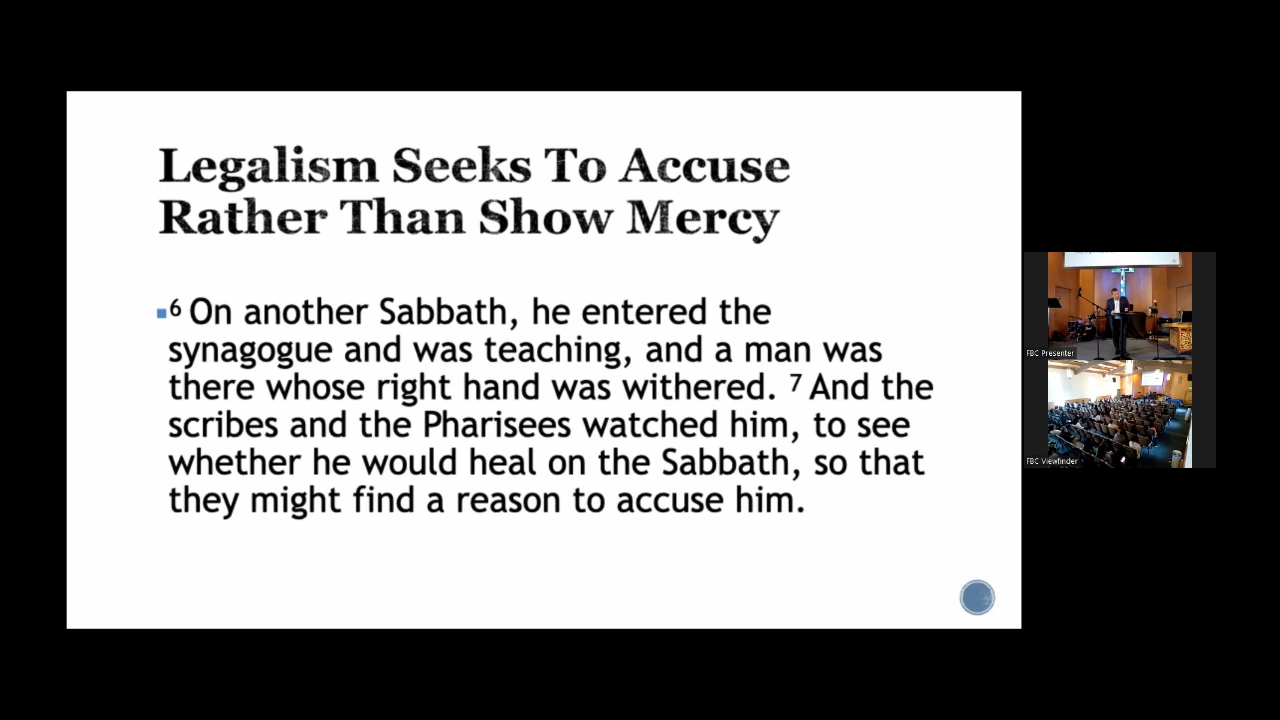 Legalism Seeks To Accuse
Rather Than Show Mercy
▪⁶ On another Sabbath, he entered the
synagogue and was teaching, and a man was
there whose right hand was withered. ⁷ And the
scribes and the Pharisees watched him, to see
whether he would heal on the Sabbath, so that
they might find a reason to accuse him.
FBC Presenter
FBC Viewfinder